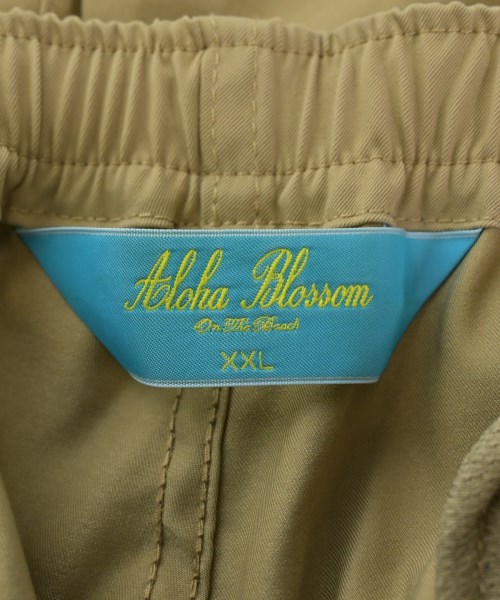 Aloha Blossom
On The Beach
XXL